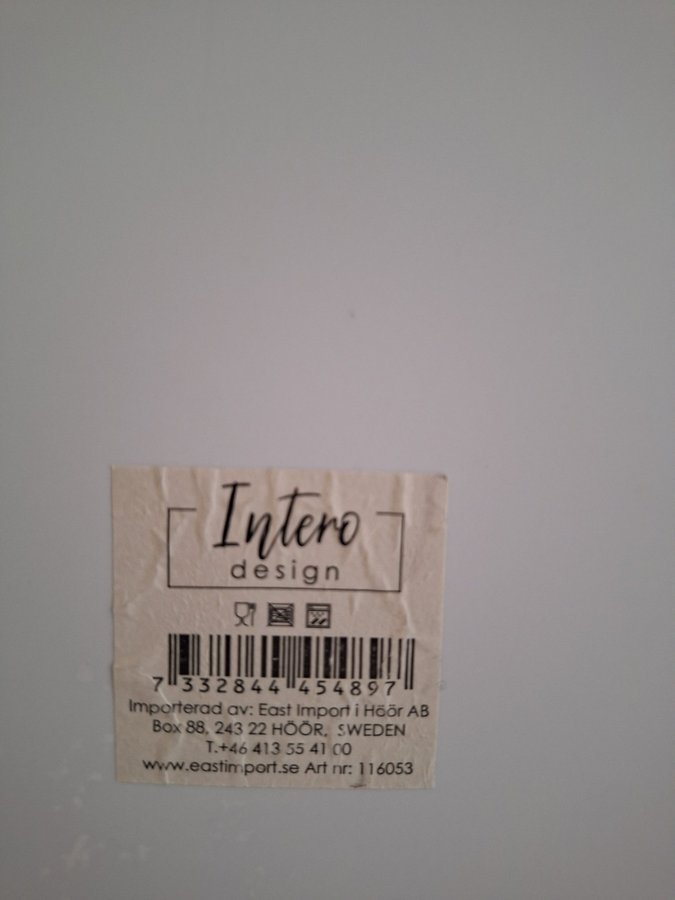 Intero
design
7 332844 454897
Importerad av: East Import i Höör AB
Box 88, 243 22 HÖÖR, SWEDEN
T.+46 413 55 41 00
www.eastimport.se Art nr: 116053